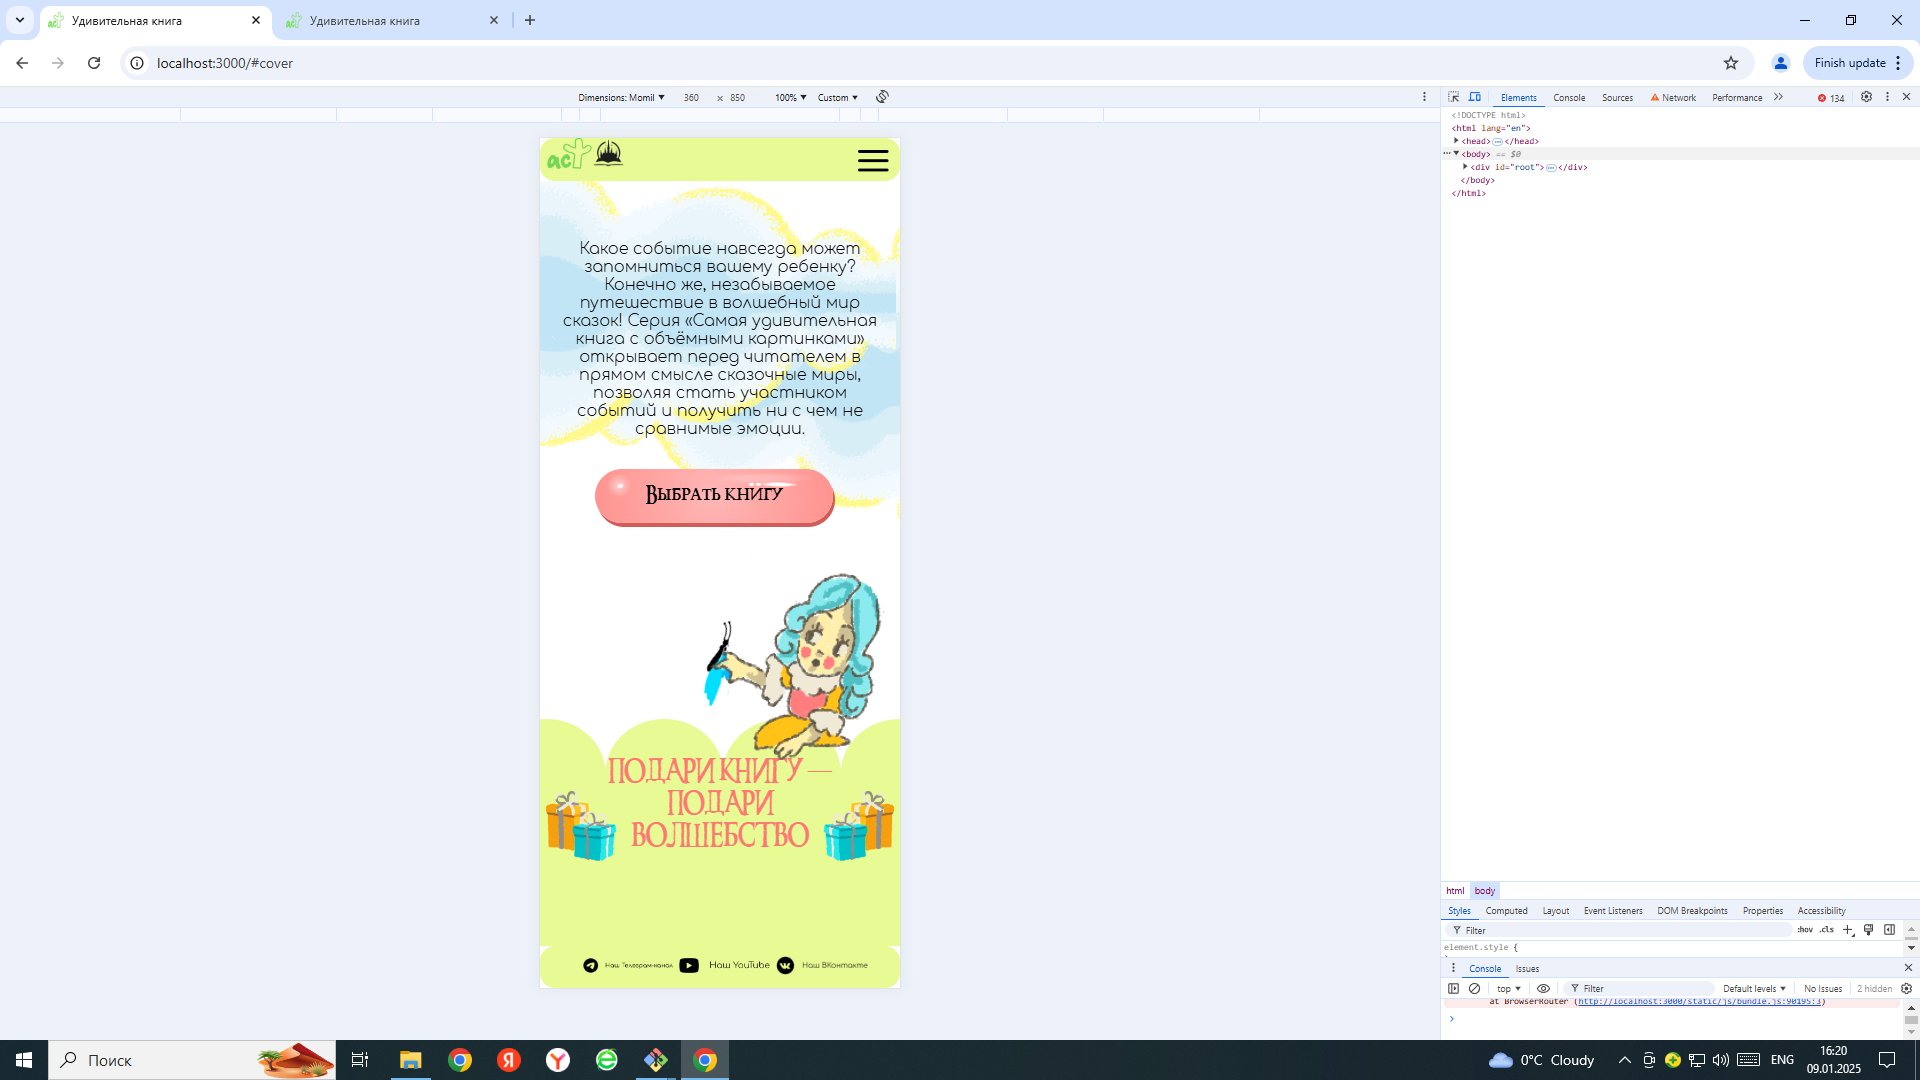 Удивительная книга
Удивительная книга
localhost:3000/#cover
Finish update
Dimensions: Momil
360 × 850
100%
Custom
Elements
Console
Sources
Network
Performance
134
<!DOCTYPE html>
<html lang="en">
<head>
</head>
<body> == $0
<div id="root">
</div>
</body>
</html>
аст
Какое событие навсегда может
запомниться вашему ребенку?
Конечно же, незабываемое
путешествие в волшебный мир
сказок! Серия «Самая удивительная
книга с объёмными картинками»
открывает перед читателем в
прямом смысле сказочные миры,
позволяя стать участником
событий и получить ни с чем не
сравнимые эмоции.
Выбрать книгу
ПОДАРИ КНИГУ —
ПОДАРИ
ВОЛШЕБСТВО
Наш Телеграм-канал
Наш YouTube
Наш ВКонтакте
html body
Styles
Computed
Layout
Event Listeners
DOM Breakpoints
Properties
Accessibility
Filter
:hov .cls
element.style {
Console
Issues
top
Filter
Default levels
No Issues
2 hidden
at BrowserRouter (http://localhost:3000/static/js/bundle.js:90195:3)
Поиск
0°C Cloudy
ENG
16:20
09.01.2025